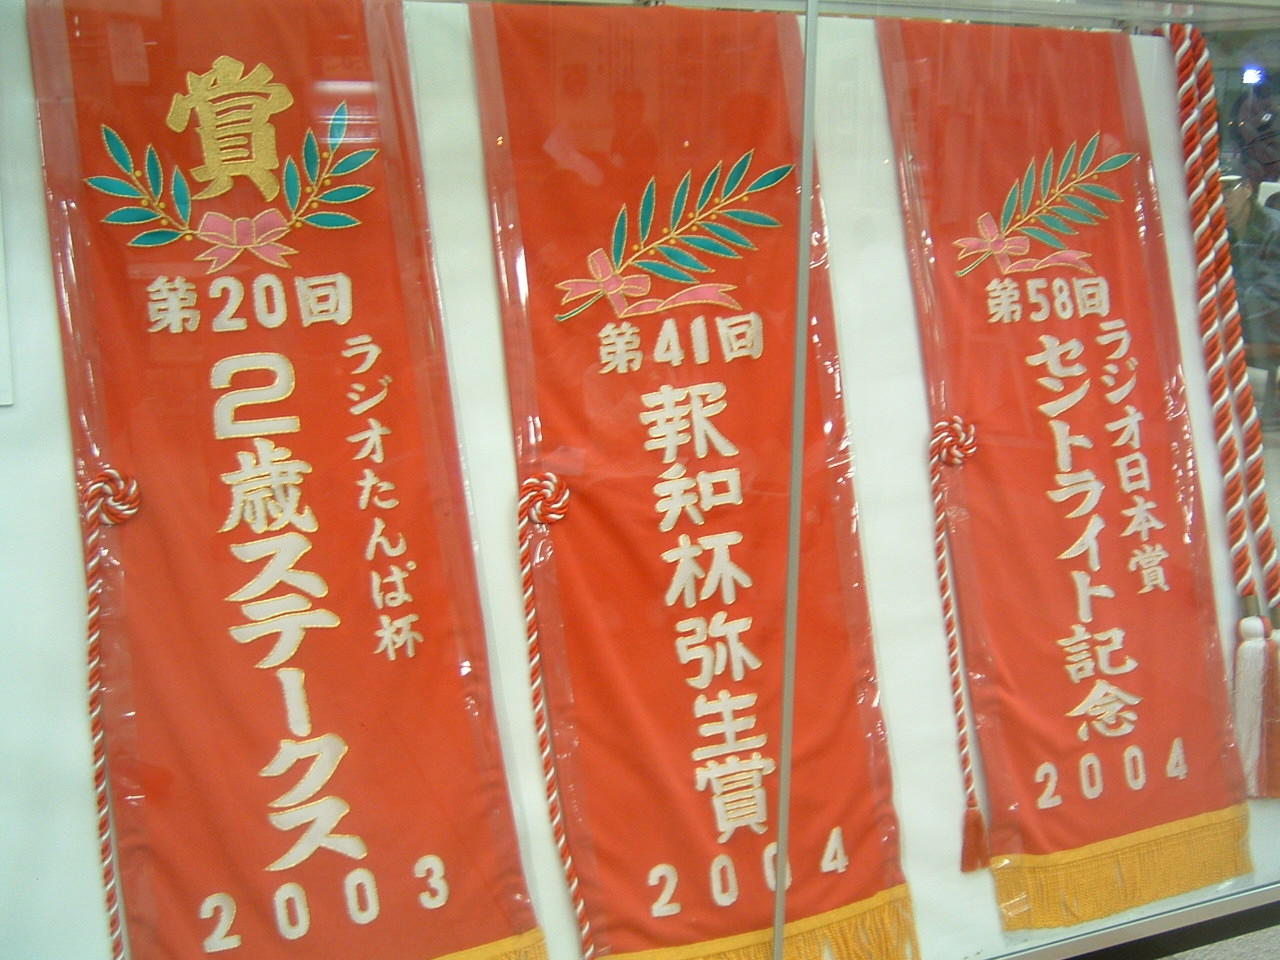 賞
第20回
ラジオたんぱ杯
2歳ステークス
2003
第41回
報知杯弥生賞
2004
第58回
ラジオ日本賞
セントライト記念
2004